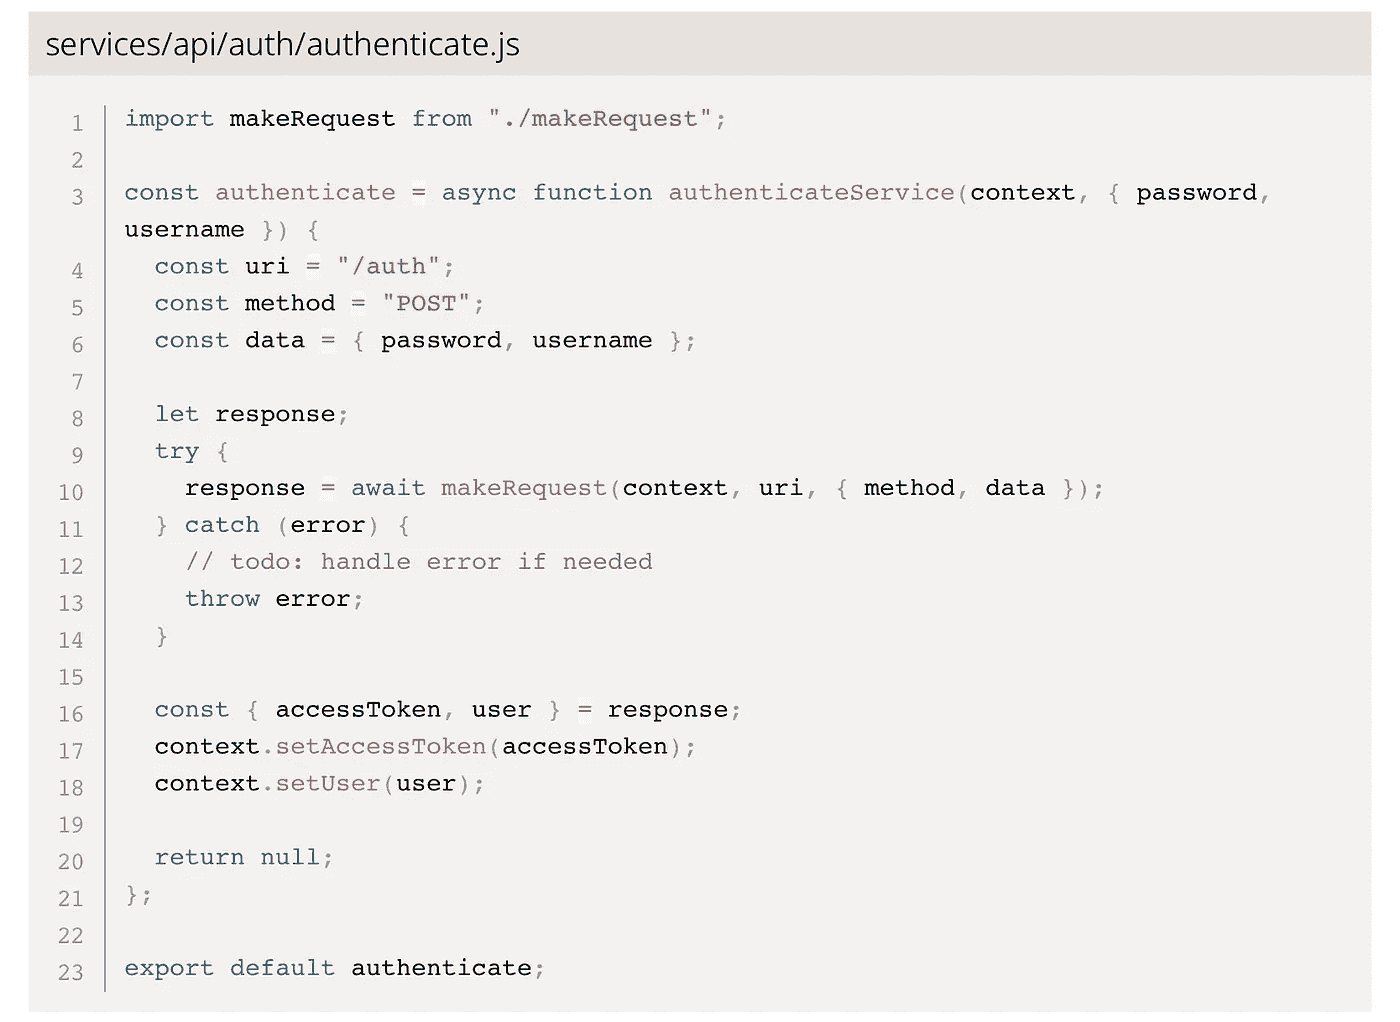 services/api/auth/authenticate.js
1 import makeRequest from "./makeRequest";
2
3 const authenticate = async function authenticateService(context, { password,
username }) {
4   const uri = "/auth";
5   const method = "POST";
6   const data = { password, username };
7
8   let response;
9   try {
10     response = await makeRequest(context, uri, { method, data });
11   } catch (error) {
12     // todo: handle error if needed
13     throw error;
14   }
15
16   const { accessToken, user } = response;
17   context.setAccessToken(accessToken);
18   context.setUser(user);
19
20   return null;
21 };
22
23 export default authenticate;